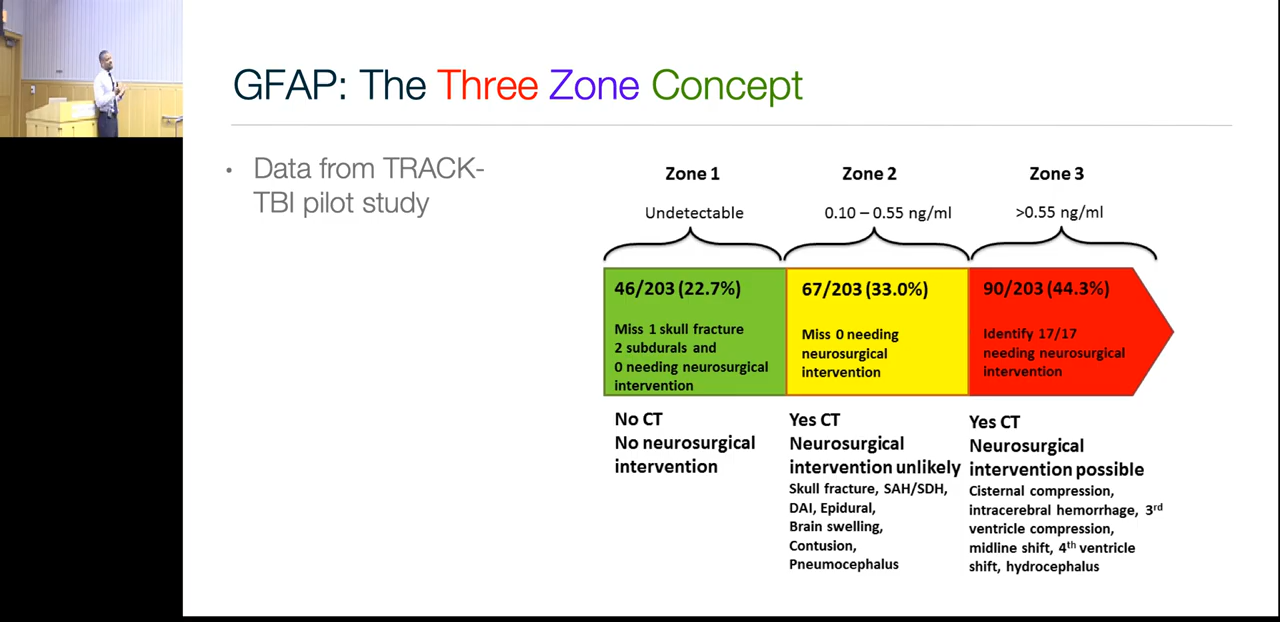 GFAP: The Three Zone Concept
• Data from TRACK-
TBI pilot study
Zone 1
Undetectable
46/203 (22.7%)
Miss 1 skull fracture
2 subdurals and
0 needing neurosurgical
intervention
No CT
No neurosurgical
intervention
Zone 2
0.10 – 0.55 ng/ml
67/203 (33.0%)
Miss 0 needing
neurosurgical
intervention
Yes CT
Neurosurgical
intervention unlikely
Skull fracture, SAH/SDH,
DAI, Epidural,
Brain swelling,
Contusion,
Pneumocephalus
Zone 3
>0.55 ng/ml
90/203 (44.3%)
Identify 17/17
needing neurosurgical
intervention
Yes CT
Neurosurgical
intervention possible
Cisternal compression,
intracerebral hemorrhage, 3rd
ventricle compression,
midline shift, 4th ventricle
shift, hydrocephalus